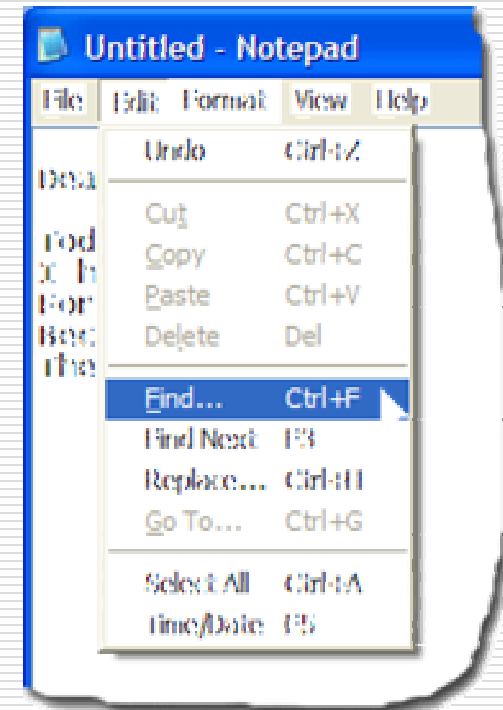 Untitled - Notepad
File Edit Format View Help
Undo Ctrl+Z
Cut Ctrl+X
Copy Ctrl+C
Paste Ctrl+V
Delete Del
Find... Ctrl+F
Find Next F3
Replace... Ctrl+H
Go To... Ctrl+G
Select All Ctrl+A
Time/Date F5